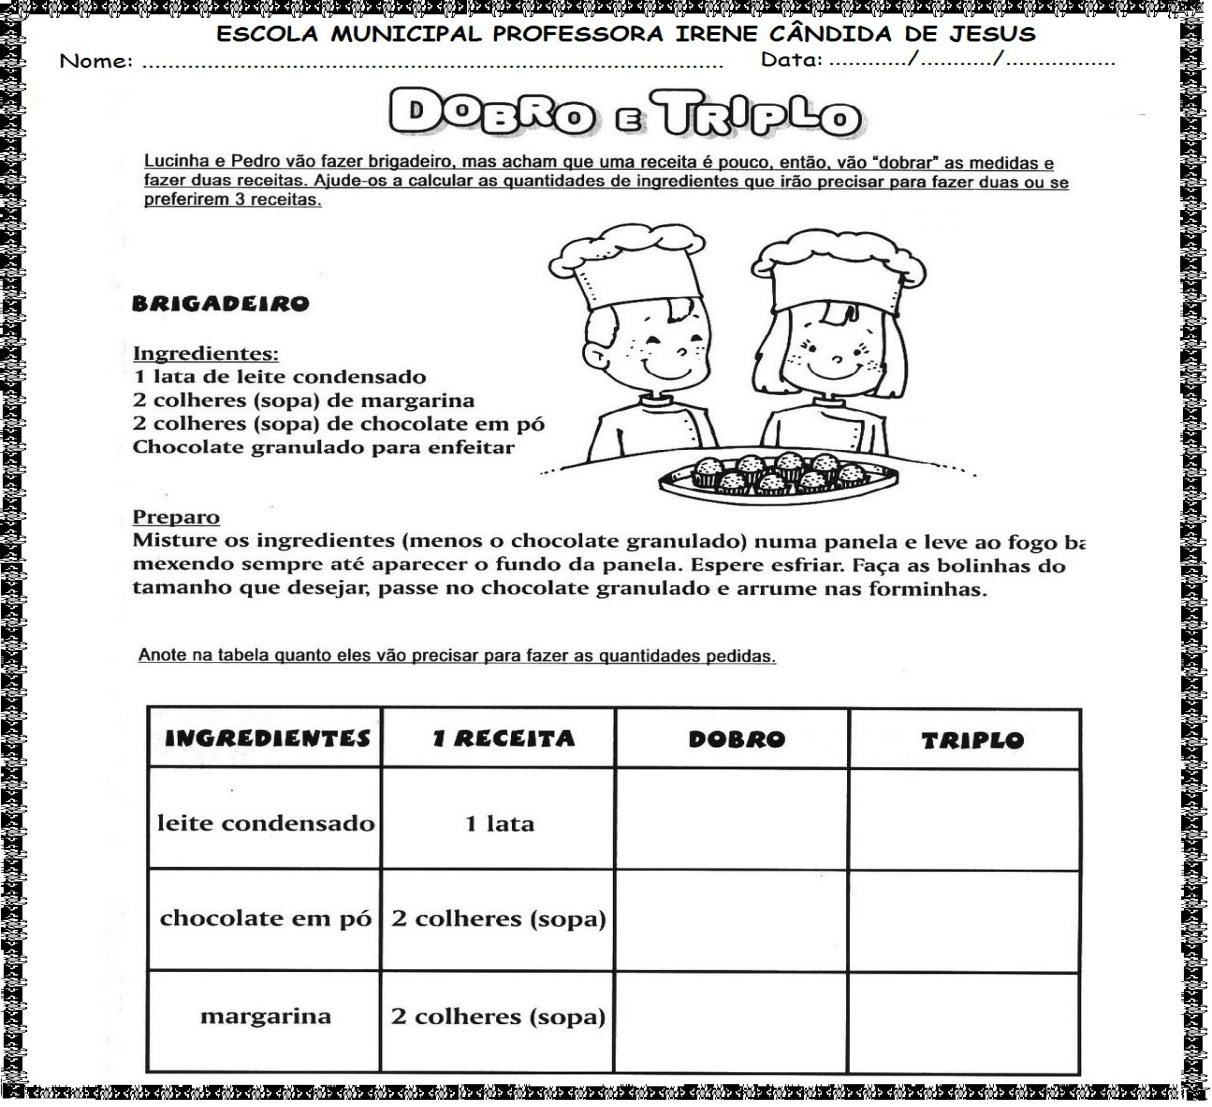 ESCOLA MUNICIPAL PROFESSORA IRENE CÂNDIDA DE JESUS
Nome: ........................................................................... Data: ............/.........../.................
DOBRO E TRIPLO
Lucinha e Pedro vão fazer brigadeiro, mas acham que uma receita é pouco, então, vão “dobrar” as medidas e
fazer duas receitas. Ajude-os a calcular as quantidades de ingredientes que irão precisar para fazer duas ou se
preferirem 3 receitas.
BRIGADEIRO
Ingredientes:
1 lata de leite condensado
2 colheres (sopa) de margarina
2 colheres (sopa) de chocolate em pó
Chocolate granulado para enfeitar
Preparo
Misture os ingredientes (menos o chocolate granulado) numa panela e leve ao fogo ba
mexendo sempre até aparecer o fundo da panela. Espere esfriar. Faça as bolinhas do
tamanho que desejar, passe no chocolate granulado e arrume nas forminhas.
Anote na tabela quanto eles vão precisar para fazer as quantidades pedidas.
INGREDIENTES 1 RECEITA DOBRO TRIPLO
leite condensado 1 lata
chocolate em pó 2 colheres (sopa)
margarina 2 colheres (sopa)